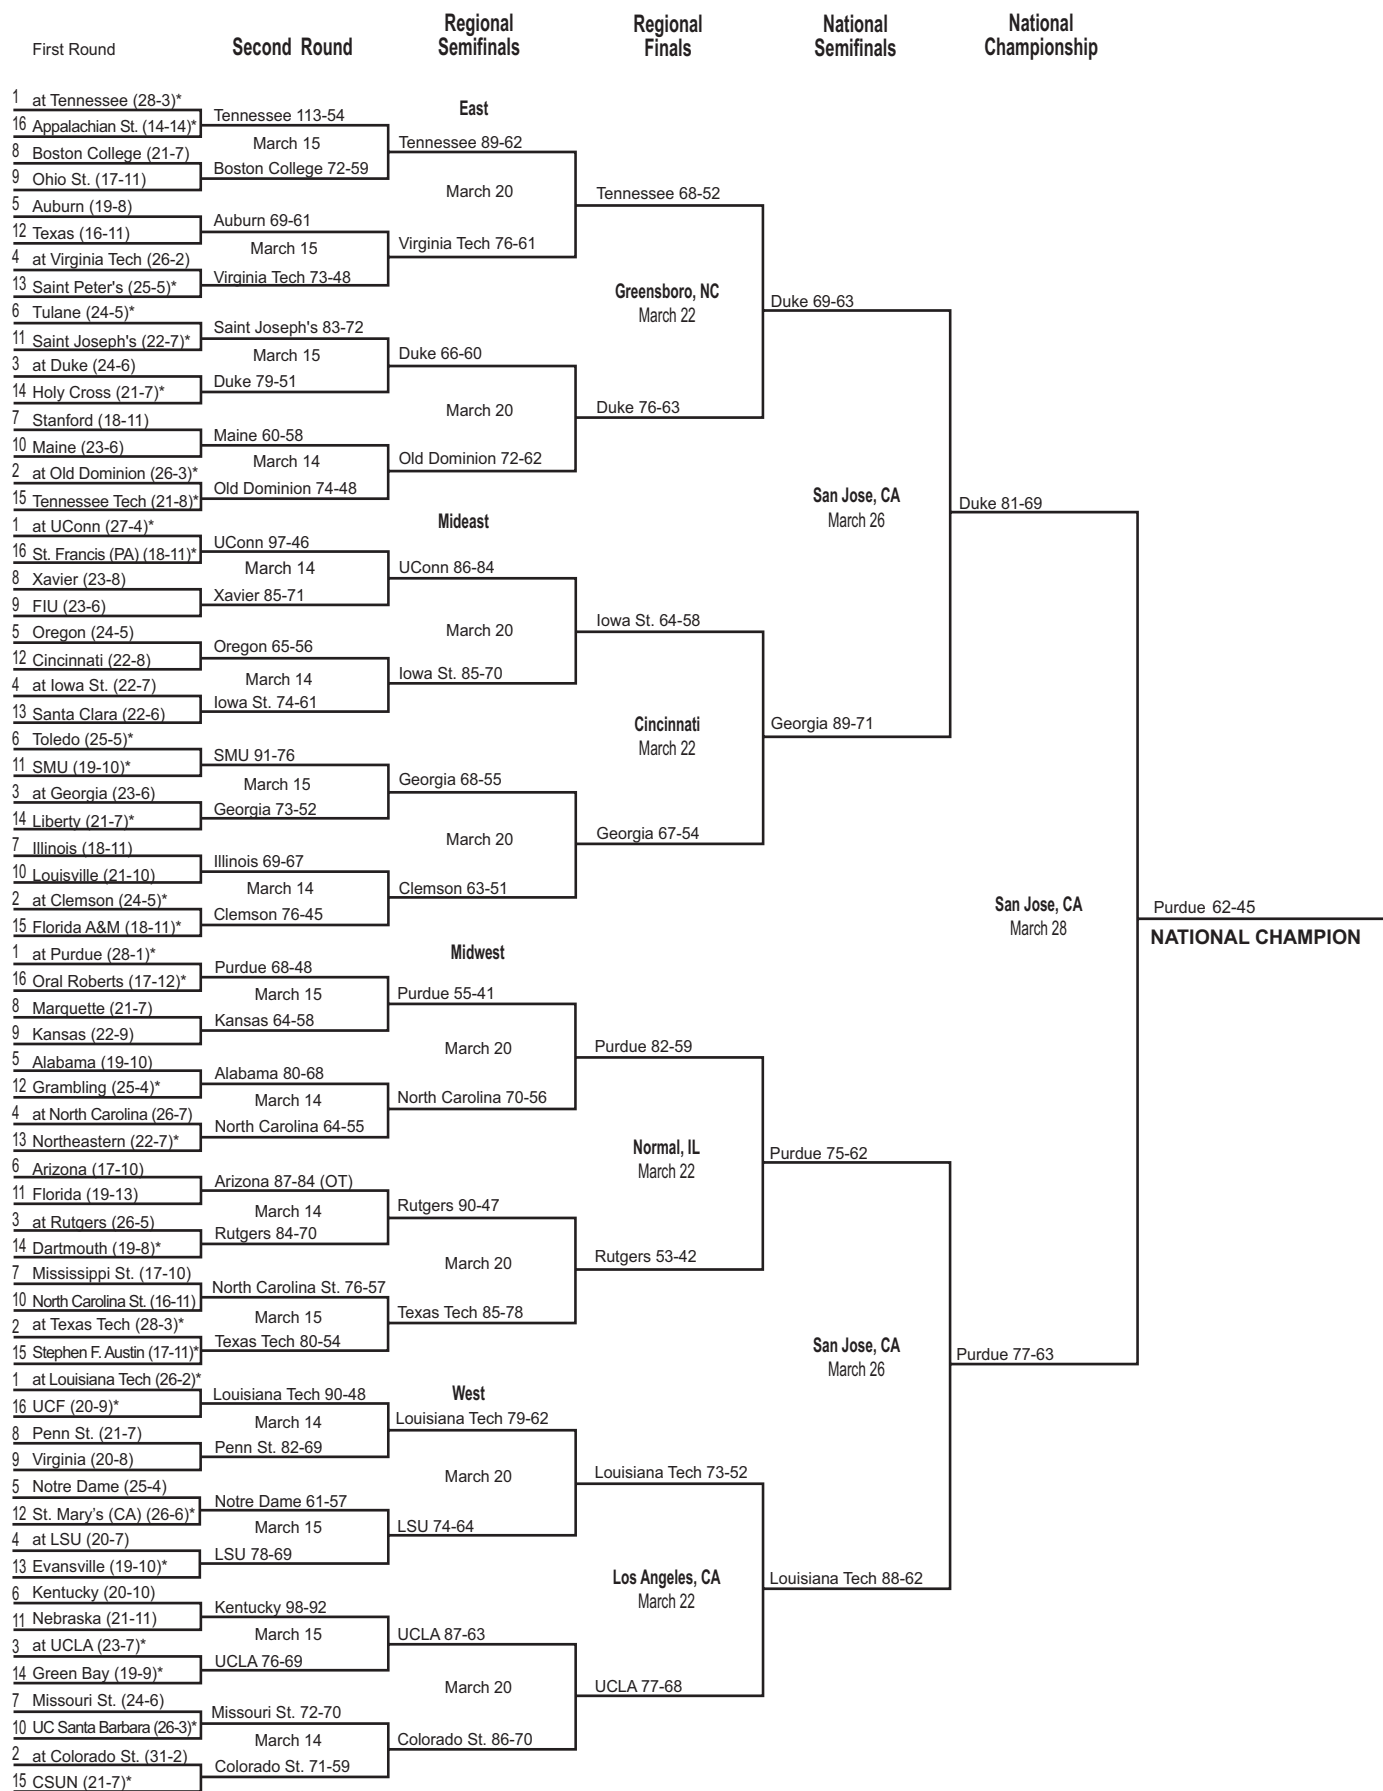 First Round
Second Round
Regional
Semifinals
Regional
Finals
National
Semifinals
National
Championship
East
1 at Tennessee (28-3)*
16 Appalachian St. (14-14)*
8 Boston College (21-7)
9 Ohio St. (17-11)
5 Auburn (19-8)
12 Texas (16-11)
4 at Virginia Tech (26-2)
13 Saint Peter's (25-5)*
6 Tulane (24-5)*
11 Saint Joseph's (22-7)*
3 at Duke (24-6)
14 Holy Cross (21-7)*
7 Stanford (18-11)
10 Maine (23-6)
2 at Old Dominion (26-3)*
15 Tennessee Tech (21-8)*
Tennessee 113-54
March 15
Boston College 72-59
Auburn 69-61
March 15
Virginia Tech 73-48
Saint Joseph's 83-72
March 15
Duke 79-51
Maine 60-58
March 14
Old Dominion 74-48
Tennessee 89-62
March 20
Virginia Tech 76-61
Duke 66-60
March 20
Old Dominion 72-62
Tennessee 68-52
Greensboro, NC
March 22
Duke 76-63
Duke 69-63
Mideast
1 at UConn (27-4)*
16 St. Francis (PA) (18-11)*
8 Xavier (23-8)
9 FIU (23-6)
5 Oregon (24-5)
12 Cincinnati (22-8)
4 at Iowa St. (22-7)
13 Santa Clara (22-6)
6 Toledo (25-5)*
11 SMU (19-10)*
3 at Georgia (23-6)
14 Liberty (21-7)*
7 Illinois (18-11)
10 Louisville (21-10)
2 at Clemson (24-5)*
15 Florida A&M (18-11)*
UConn 97-46
March 14
Xavier 85-71
Oregon 65-56
March 14
Iowa St. 74-61
SMU 91-76
March 15
Georgia 73-52
Illinois 69-67
March 14
Clemson 76-45
UConn 86-84
March 20
Iowa St. 85-70
Georgia 68-55
March 20
Clemson 63-51
Iowa St. 64-58
Cincinnati
March 22
Georgia 67-54
Georgia 89-71
San Jose, CA
March 26
Duke 81-69
Midwest
1 at Purdue (28-1)*
16 Oral Roberts (17-12)*
8 Marquette (21-7)
9 Kansas (22-9)
5 Alabama (19-10)
12 Grambling (25-4)*
4 at North Carolina (26-7)
13 Northeastern (22-7)*
6 Arizona (17-10)
11 Florida (19-13)
3 at Rutgers (26-5)
14 Dartmouth (19-8)*
7 Mississippi St. (17-10)
10 North Carolina St. (16-11)
2 at Texas Tech (28-3)*
15 Stephen F. Austin (17-11)*
Purdue 68-48
March 15
Kansas 64-58
Alabama 80-68
March 14
North Carolina 64-55
Arizona 87-84 (OT)
March 14
Rutgers 84-70
North Carolina St. 76-57
March 15
Texas Tech 80-54
Purdue 55-41
March 20
North Carolina 70-56
Rutgers 90-47
March 20
Texas Tech 85-78
Purdue 82-59
Normal, IL
March 22
Rutgers 53-42
Purdue 75-62
West
1 at Louisiana Tech (26-2)*
16 UCF (20-9)*
8 Penn St. (21-7)
9 Virginia (20-8)
5 Notre Dame (25-4)
12 St. Mary’s (CA) (26-6)*
4 at LSU (20-7)
13 Evansville (19-10)*
6 Kentucky (20-10)
11 Nebraska (21-11)
3 at UCLA (23-7)*
14 Green Bay (19-9)*
7 Missouri St. (24-6)
10 UC Santa Barbara (26-3)*
2 at Colorado St. (31-2)
15 CSUN (21-7)*
Louisiana Tech 90-48
March 14
Penn St. 82-69
Notre Dame 61-57
March 15
LSU 78-69
Kentucky 98-92
March 15
UCLA 76-69
Missouri St. 72-70
March 14
Colorado St. 71-59
Louisiana Tech 79-62
March 20
LSU 74-64
UCLA 87-63
March 20
Colorado St. 86-70
Louisiana Tech 73-52
Los Angeles, CA
March 22
UCLA 77-68
Louisiana Tech 88-62
San Jose, CA
March 26
Purdue 77-63
San Jose, CA
March 28
Purdue 62-45
NATIONAL CHAMPION